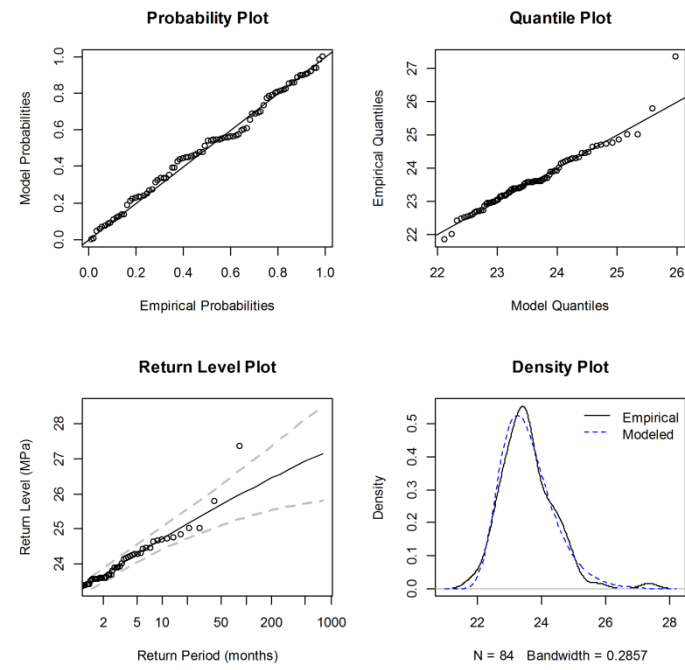 Probability Plot
Model Probabilities
0.0 0.2 0.4 0.6 0.8 1.0
0.0 0.2 0.4 0.6 0.8 1.0
Empirical Probabilities
Quantile Plot
Empirical Quantiles
22 23 24 25 26 27
22 23 24 25 26
Model Quantiles
Return Level Plot
Return Level (MPa)
24 25 26 27 28
2 5 10 50 200 1000
Return Period (months)
Density Plot
Density
0.0 0.1 0.2 0.3 0.4 0.5
Empirical
Modeled
22 24 26 28
N = 84 Bandwidth = 0.2857